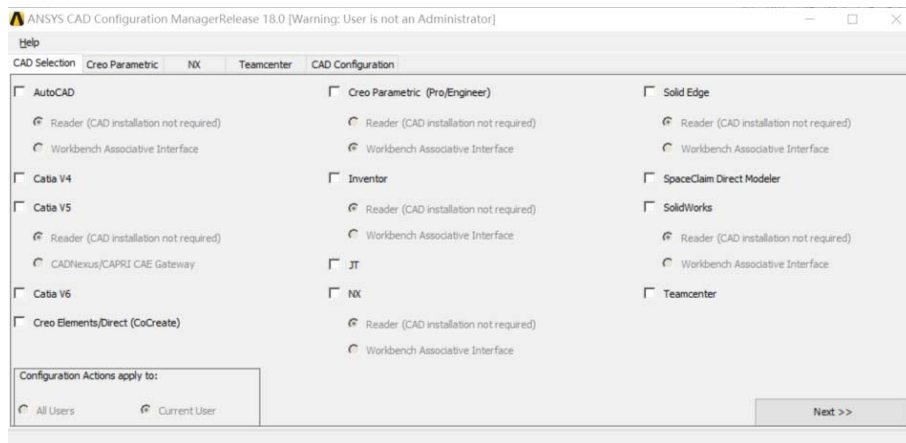 ANSYS CAD Configuration ManagerRelease 18.0 [Warning: User is not an Administrator]
Help
CAD Selection Creo Parametric NX Teamcenter CAD Configuration
AutoCAD
Reader (CAD installation not required)
Workbench Associative Interface
Catia V4
Catia V5
Reader (CAD installation not required)
CADNexus/CAPRI CAE Gateway
Catia V6
Creo Elements/Direct (CoCreate)
Creo Parametric (Pro/Engineer)
Reader (CAD installation not required)
Workbench Associative Interface
Inventor
Reader (CAD installation not required)
Workbench Associative Interface
JT
NX
Reader (CAD installation not required)
Workbench Associative Interface
Solid Edge
Reader (CAD installation not required)
Workbench Associative Interface
SpaceClaim Direct Modeler
SolidWorks
Reader (CAD installation not required)
Workbench Associative Interface
Teamcenter
Configuration Actions apply to:
All Users Current User
Next >>